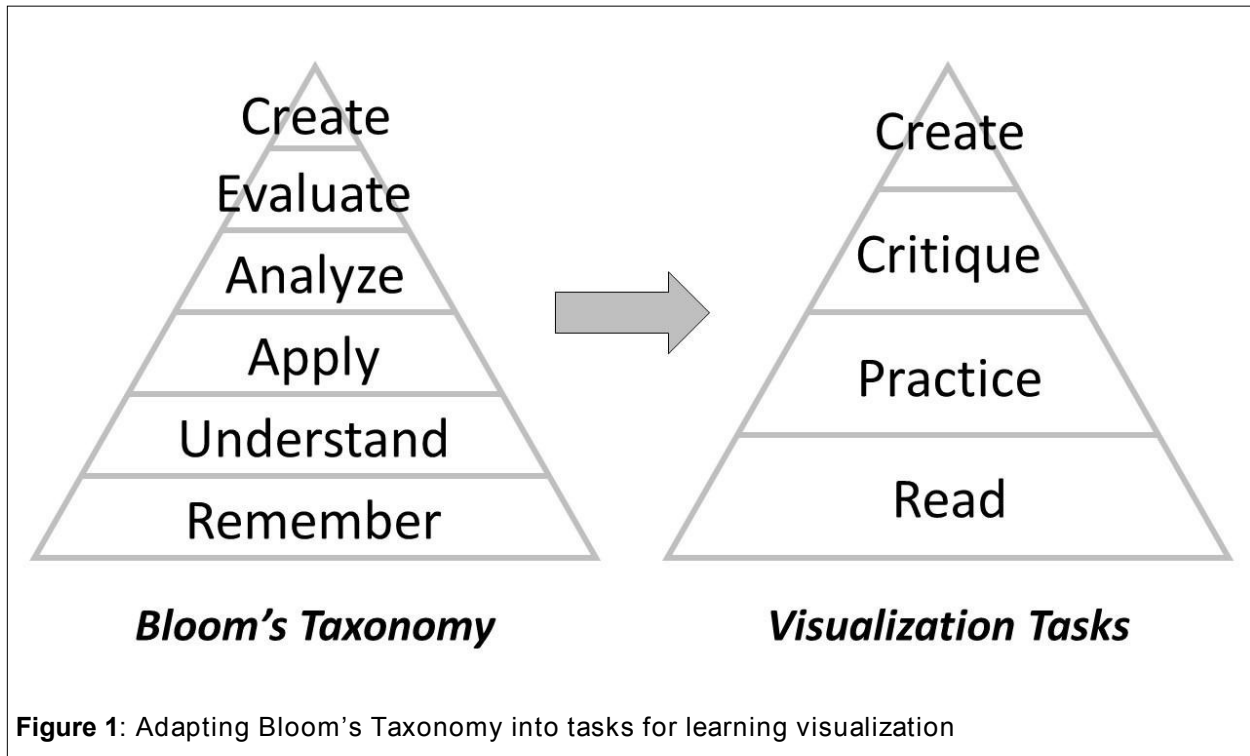 Create
Evaluate
Analyze
Apply
Understand
Remember
Bloom’s Taxonomy
Create
Critique
Practice
Read
Visualization Tasks
Figure 1: Adapting Bloom’s Taxonomy into tasks for learning visualization